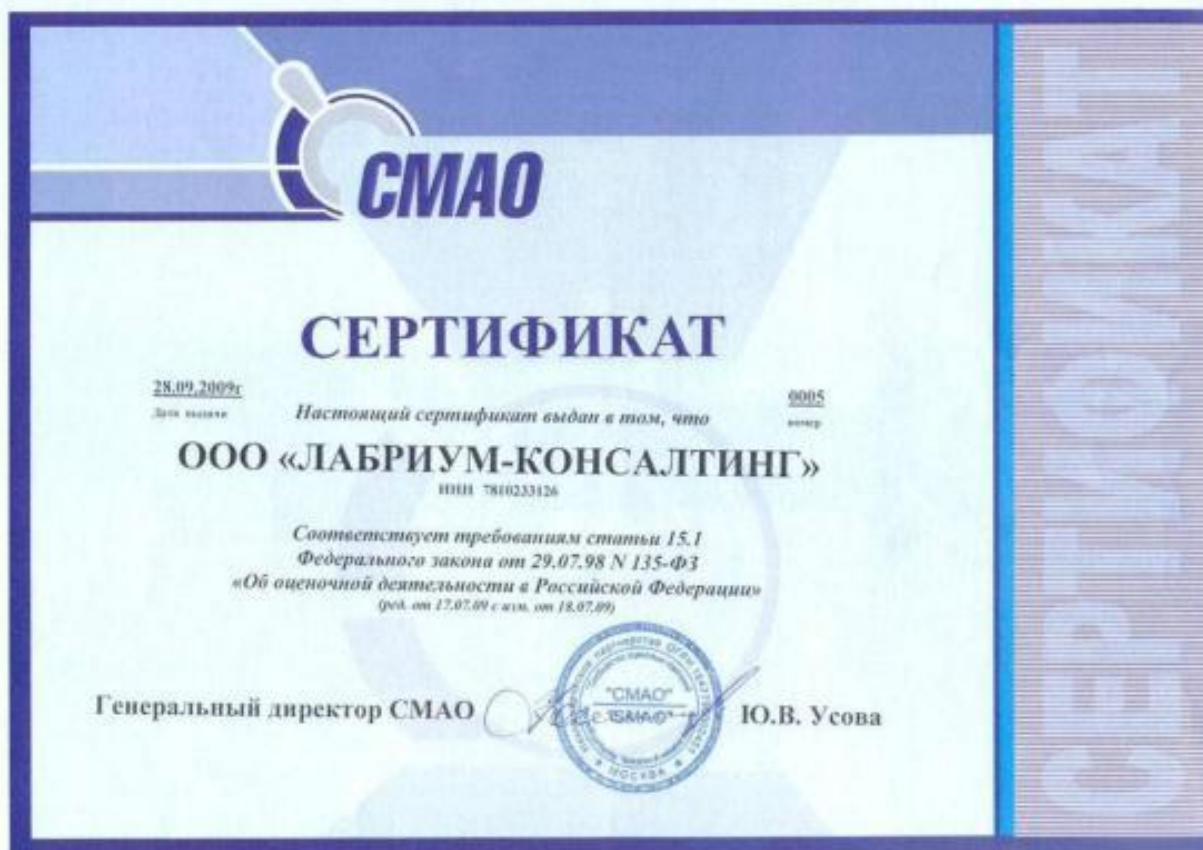 СМАО
СЕРТИФИКАТ
28.09.2009г
Дата выдачи
0005
номер
Настоящий сертификат выдан в том, что
ООО «ЛАБРИУМ-КОНСАЛТИНГ»
ИНН 7810233126
Соответствует требованиям статьи 15.1
Федерального закона от 29.07.98 N 135-ФЗ
«Об оценочной деятельности в Российской Федерации»
(ред. от 17.07.09 с изм. от 18.07.09)
Генеральный директор СМАО
Ю.В. Усова
"СМАО"
"SMAO"
МОСКВА
СЕРТИФИКАТ